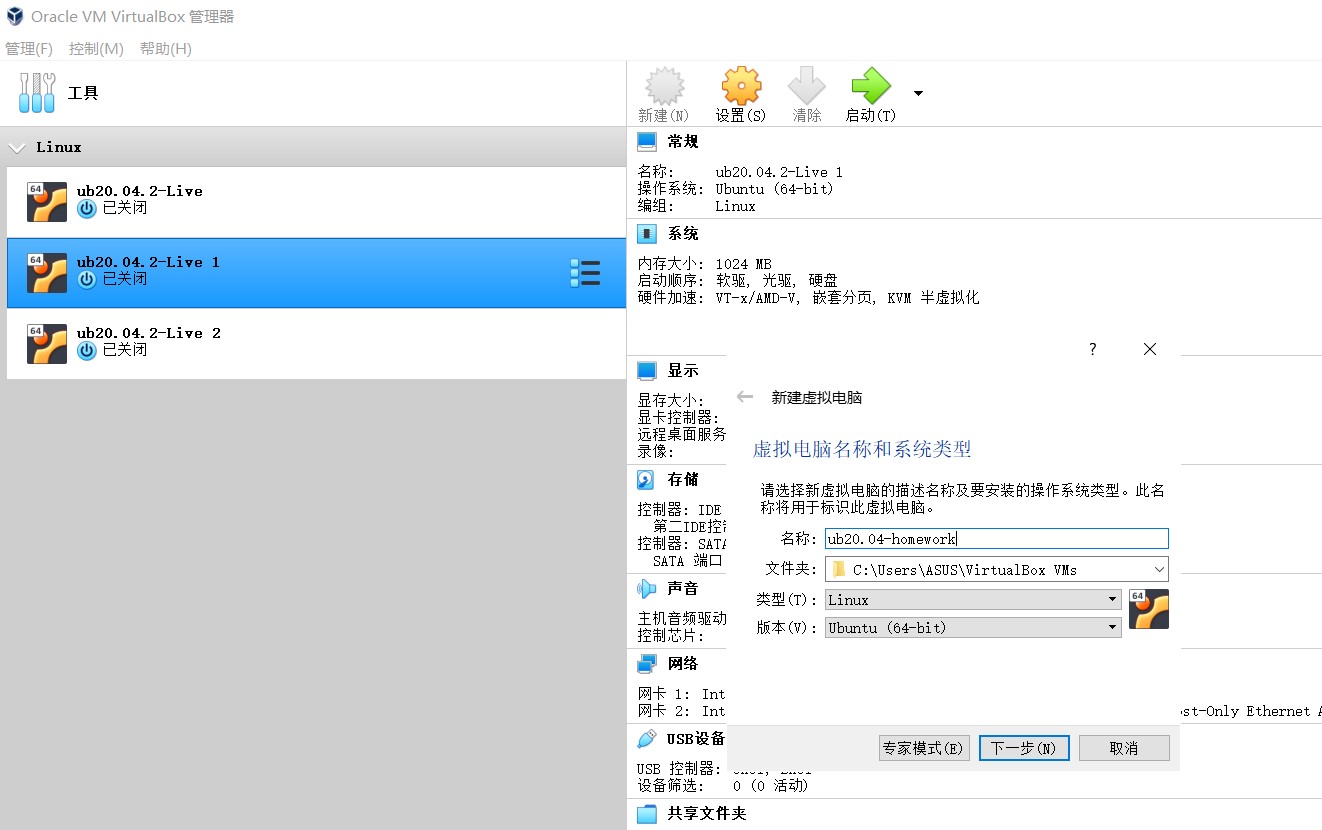 Oracle VM VirtualBox 管理器
管理(F) 控制(M) 帮助(H)
工具
新建(N) 设置(S) 清除 启动(T)
Linux
64
ub20.04.2-Live
已关闭
64
ub20.04.2-Live 1
已关闭
64
ub20.04.2-Live 2
已关闭
常规
名称: ub20.04.2-Live 1
操作系统: Ubuntu (64-bit)
编组: Linux
系统
内存大小: 1024 MB
启动顺序: 软驱, 光驱, 硬盘
硬件加速: VT-x/AMD-V, 嵌套分页, KVM 半虚拟化
显示
显存大小:
显卡控制器:
远程桌面服务
录像:
存储
控制器: IDE
第二IDE控
控制器: SATA
SATA 端口
声音
主机音频驱动
控制芯片:
网络
网卡 1: Int
网卡 2: Int
st-Only Ethernet A
USB设备
USB 控制器:
设备筛选: 0 (0 活动)
共享文件夹
?
新建虚拟电脑
虚拟电脑名称和系统类型
请选择新虚拟电脑的描述名称及要安装的操作系统类型。此名
称将用于标识此虚拟电脑。
名称: ub20.04-homework
文件夹: C:\Users\ASUS\VirtualBox VMs
类型(T): Linux
64
版本(V): Ubuntu (64-bit)
专家模式(E) 下一步(N) 取消